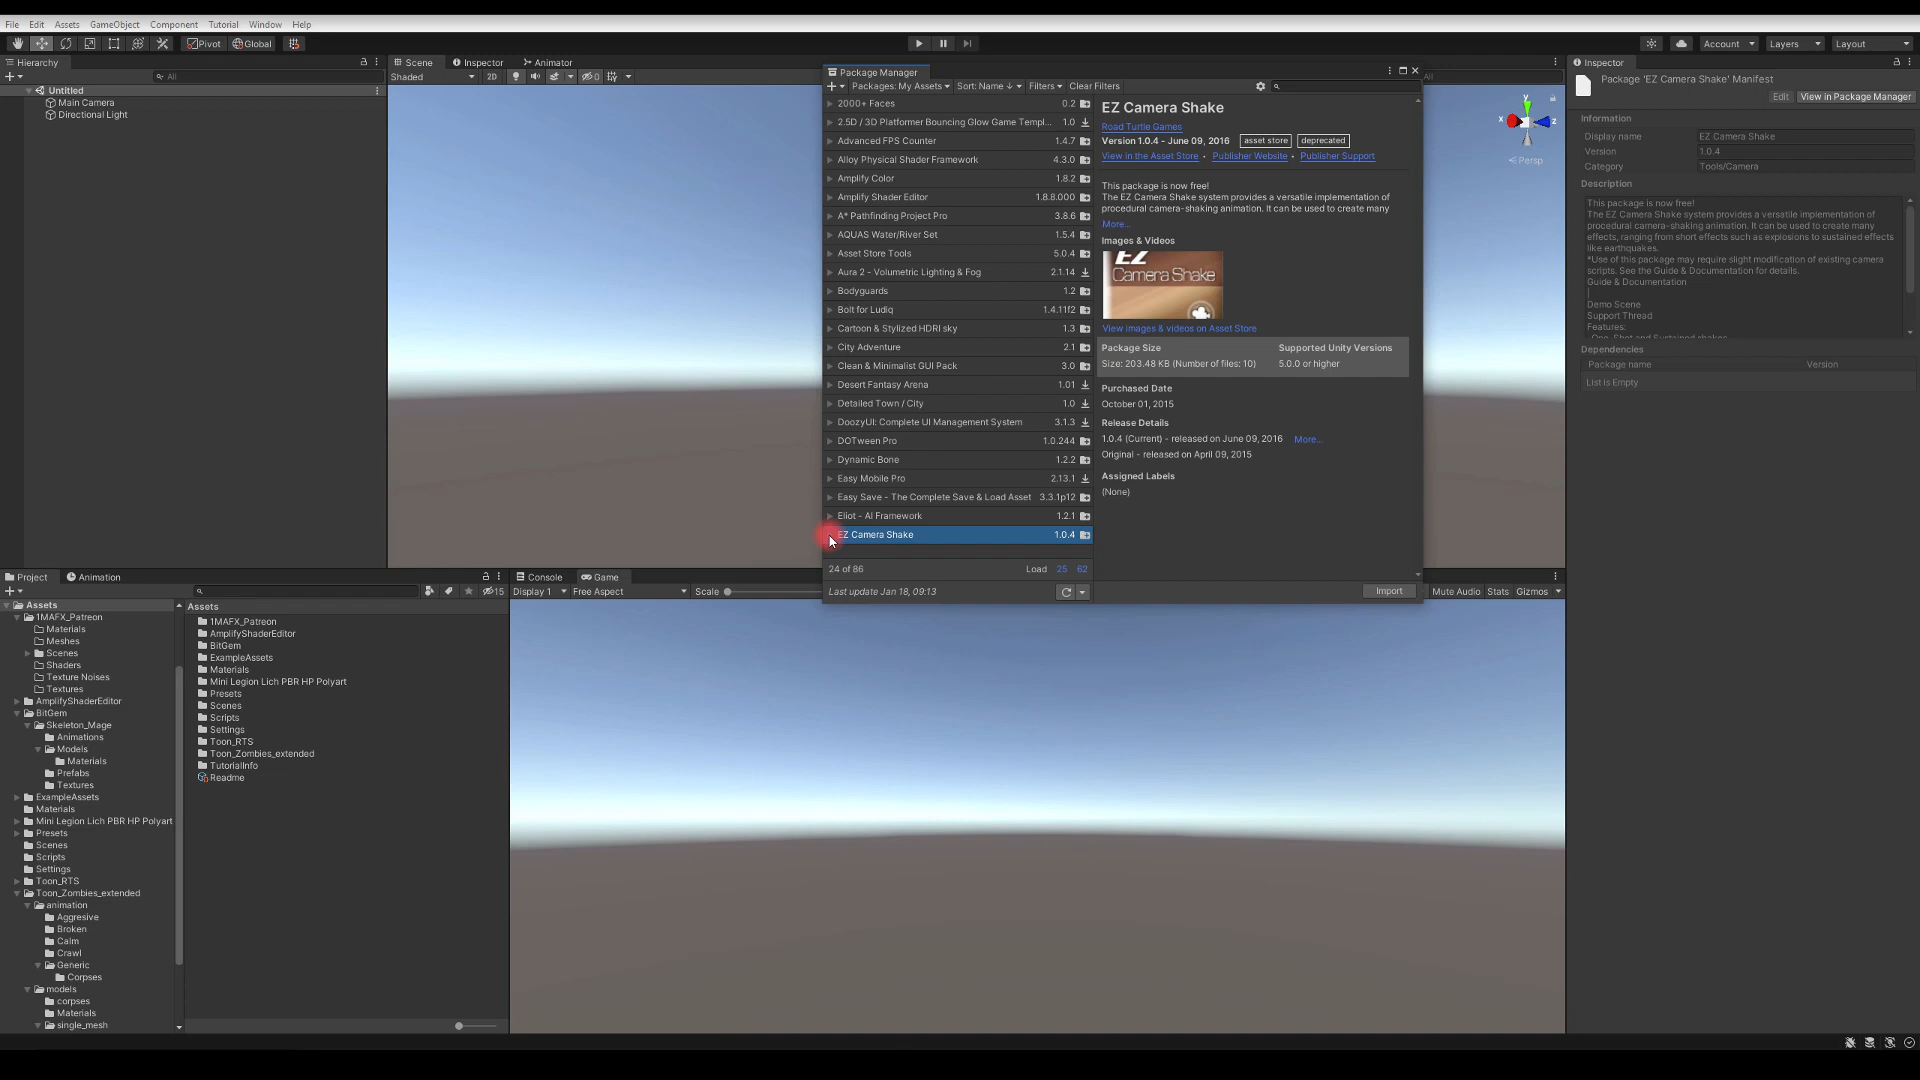 File Edit Assets GameObject Component Tutorial Window Help
Pivot Global
Account Layers Layout
Hierarchy
All
Untitled
Main Camera
Directional Light
Scene Inspector Animator
Shaded 2D 0
All
y
x z
Persp
Package Manager
Packages: My Assets Sort: Name ↓ Filters Clear Filters
2000+ Faces 0.2
2.5D / 3D Platformer Bouncing Glow Game Templ... 1.0
Advanced FPS Counter 1.4.7
Alloy Physical Shader Framework 4.3.0
Amplify Color 1.8.2
Amplify Shader Editor 1.8.8.000
A* Pathfinding Project Pro 3.8.6
AQUAS Water/River Set 1.5.4
Asset Store Tools 5.0.4
Aura 2 - Volumetric Lighting & Fog 2.1.14
Bodyguards 1.2
Bolt for Ludiq 1.4.11f2
Cartoon & Stylized HDRI sky 1.3
City Adventure 2.1
Clean & Minimalist GUI Pack 3.0
Desert Fantasy Arena 1.01
Detailed Town / City 1.0
DoozyUI: Complete UI Management System 3.1.3
DOTween Pro 1.0.244
Dynamic Bone 1.2.2
Easy Mobile Pro 2.13.1
Easy Save - The Complete Save & Load Asset 3.3.1p12
Eliot - AI Framework 1.2.1
EZ Camera Shake 1.0.4
24 of 86 Load 25 62
Last update Jan 18, 09:13
EZ Camera Shake
Road Turtle Games
Version 1.0.4 - June 09, 2016 asset store deprecated
View in the Asset Store • Publisher Website • Publisher Support
This package is now free!
The EZ Camera Shake system provides a versatile implementation of
procedural camera-shaking animation. It can be used to create many
More...
Images & Videos
EZ
Camera Shake
View images & videos on Asset Store
Package Size Supported Unity Versions
Size: 203.48 KB (Number of files: 10) 5.0.0 or higher
Purchased Date
October 01, 2015
Release Details
1.0.4 (Current) - released on June 09, 2016 More...
Original - released on April 09, 2015
Assigned Labels
(None)
Import
Inspector
Package 'EZ Camera Shake' Manifest
Edit View in Package Manager
Information
Display name EZ Camera Shake
Version 1.0.4
Category Tools/Camera
Description
This package is now free!
The EZ Camera Shake system provides a versatile implementation of
procedural camera-shaking animation. It can be used to create many
effects, ranging from short effects such as explosions to sustained effects
like earthquakes.
*Use of this package may require slight modification of existing camera
scripts. See the Guide & Documentation for details.
Guide & Documentation
|
Demo Scene
Support Thread
Features:
One-Shot and Sustained shakes
Dependencies
Package name Version
List is Empty
Project Animation
15
Assets
1MAFX_Patreon
Materials
Meshes
Scenes
Shaders
Texture Noises
Textures
AmplifyShaderEditor
BitGem
Skeleton_Mage
Animations
Models
Materials
Prefabs
Textures
ExampleAssets
Materials
Mini Legion Lich PBR HP Polyart
Presets
Scenes
Scripts
Settings
Toon_RTS
Toon_Zombies_extended
animation
Aggresive
Broken
Calm
Crawl
Generic
Corpses
models
corpses
Materials
single_mesh
Assets
1MAFX_Patreon
AmplifyShaderEditor
BitGem
ExampleAssets
Materials
Mini Legion Lich PBR HP Polyart
Presets
Scenes
Scripts
Settings
Toon_RTS
Toon_Zombies_extended
TutorialInfo
Readme
Console Game
Display 1 Free Aspect Scale
Mute Audio Stats Gizmos